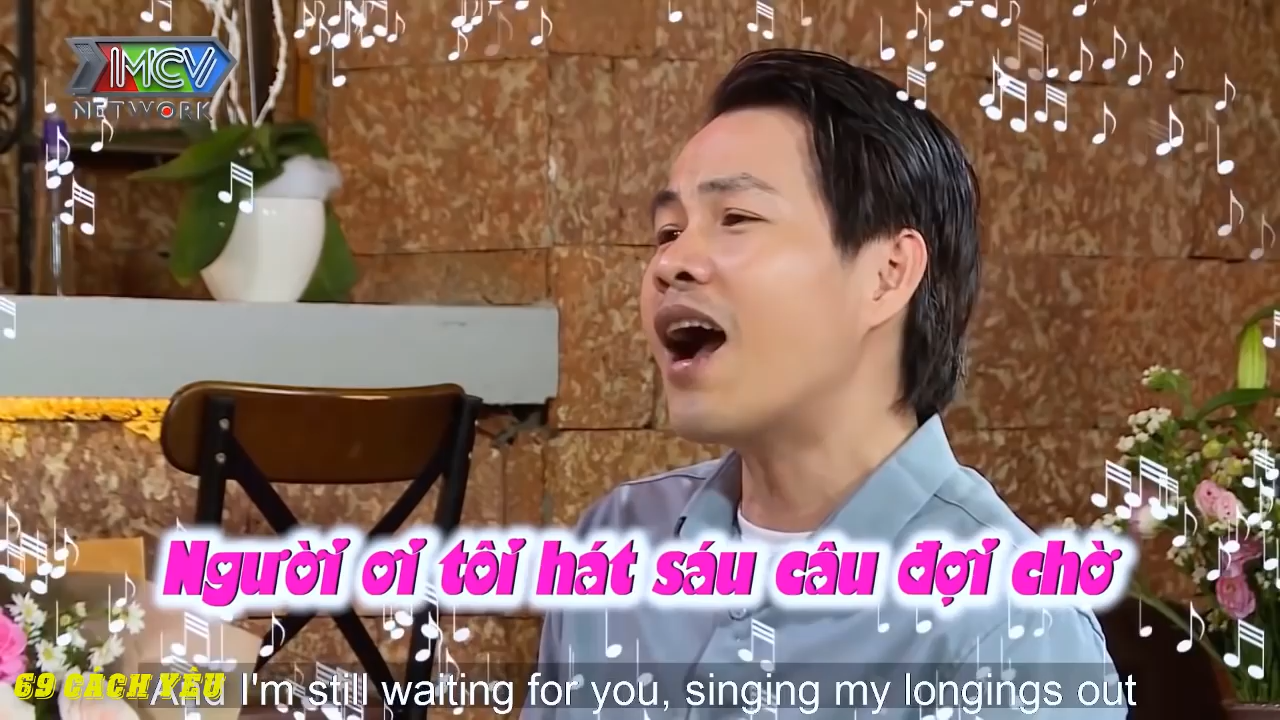 MCV
NETWORK
Người ơi tôi hát sáu câu đợi chờ
69 CÁCH YÊU
And I'm still waiting for you, singing my longings out